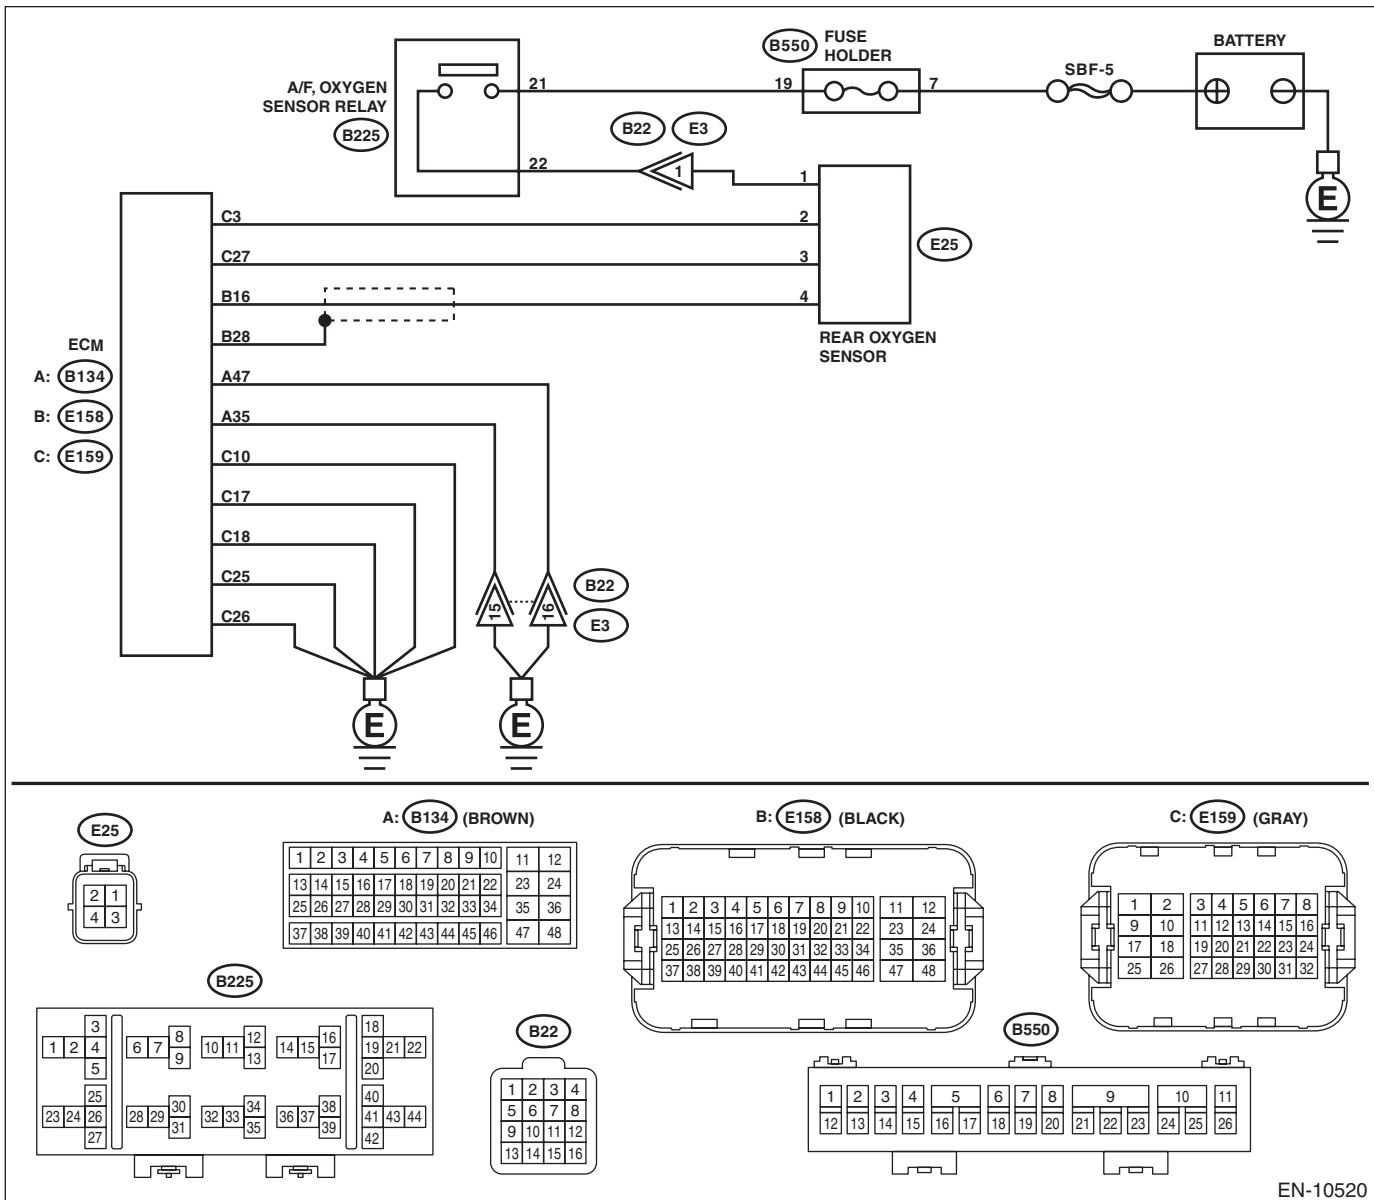 B550 FUSE HOLDER
BATTERY
SBF-5
A/F, OXYGEN SENSOR RELAY
B225
21
19
7
B22 E3
22
1
1
E
C3
2
C27
3
E25
B16
4
B28
REAR OXYGEN SENSOR
ECM
A: B134
B: E158
C: E159
A47
A35
C10
C17
C18
C25
C26
15
16
B22
E3
E
E
E25
2 1
4 3
A: B134 (BROWN)
1 2 3 4 5 6 7 8 9 10 11 12
13 14 15 16 17 18 19 20 21 22 23 24
25 26 27 28 29 30 31 32 33 34 35 36
37 38 39 40 41 42 43 44 45 46 47 48
B: E158 (BLACK)
1 2 3 4 5 6 7 8 9 10 11 12
13 14 15 16 17 18 19 20 21 22 23 24
25 26 27 28 29 30 31 32 33 34 35 36
37 38 39 40 41 42 43 44 45 46 47 48
C: E159 (GRAY)
1 2 3 4 5 6 7 8
9 10 11 12 13 14 15 16
17 18 19 20 21 22 23 24
25 26 27 28 29 30 31 32
B225
3 8 12 16 18
1 2 4 6 7 10 11 14 15 19 21 22
5 9 13 17 20
25 30 34 38 40
23 24 26 28 29 32 33 36 37 41 43 44
27 31 35 39 42
B22
1 2 3 4
5 6 7 8
9 10 11 12
13 14 15 16
B550
1 2 3 4 5 6 7 8 9 10 11
12 13 14 15 16 17 18 19 20 21 22 23 24 25 26
EN-10520